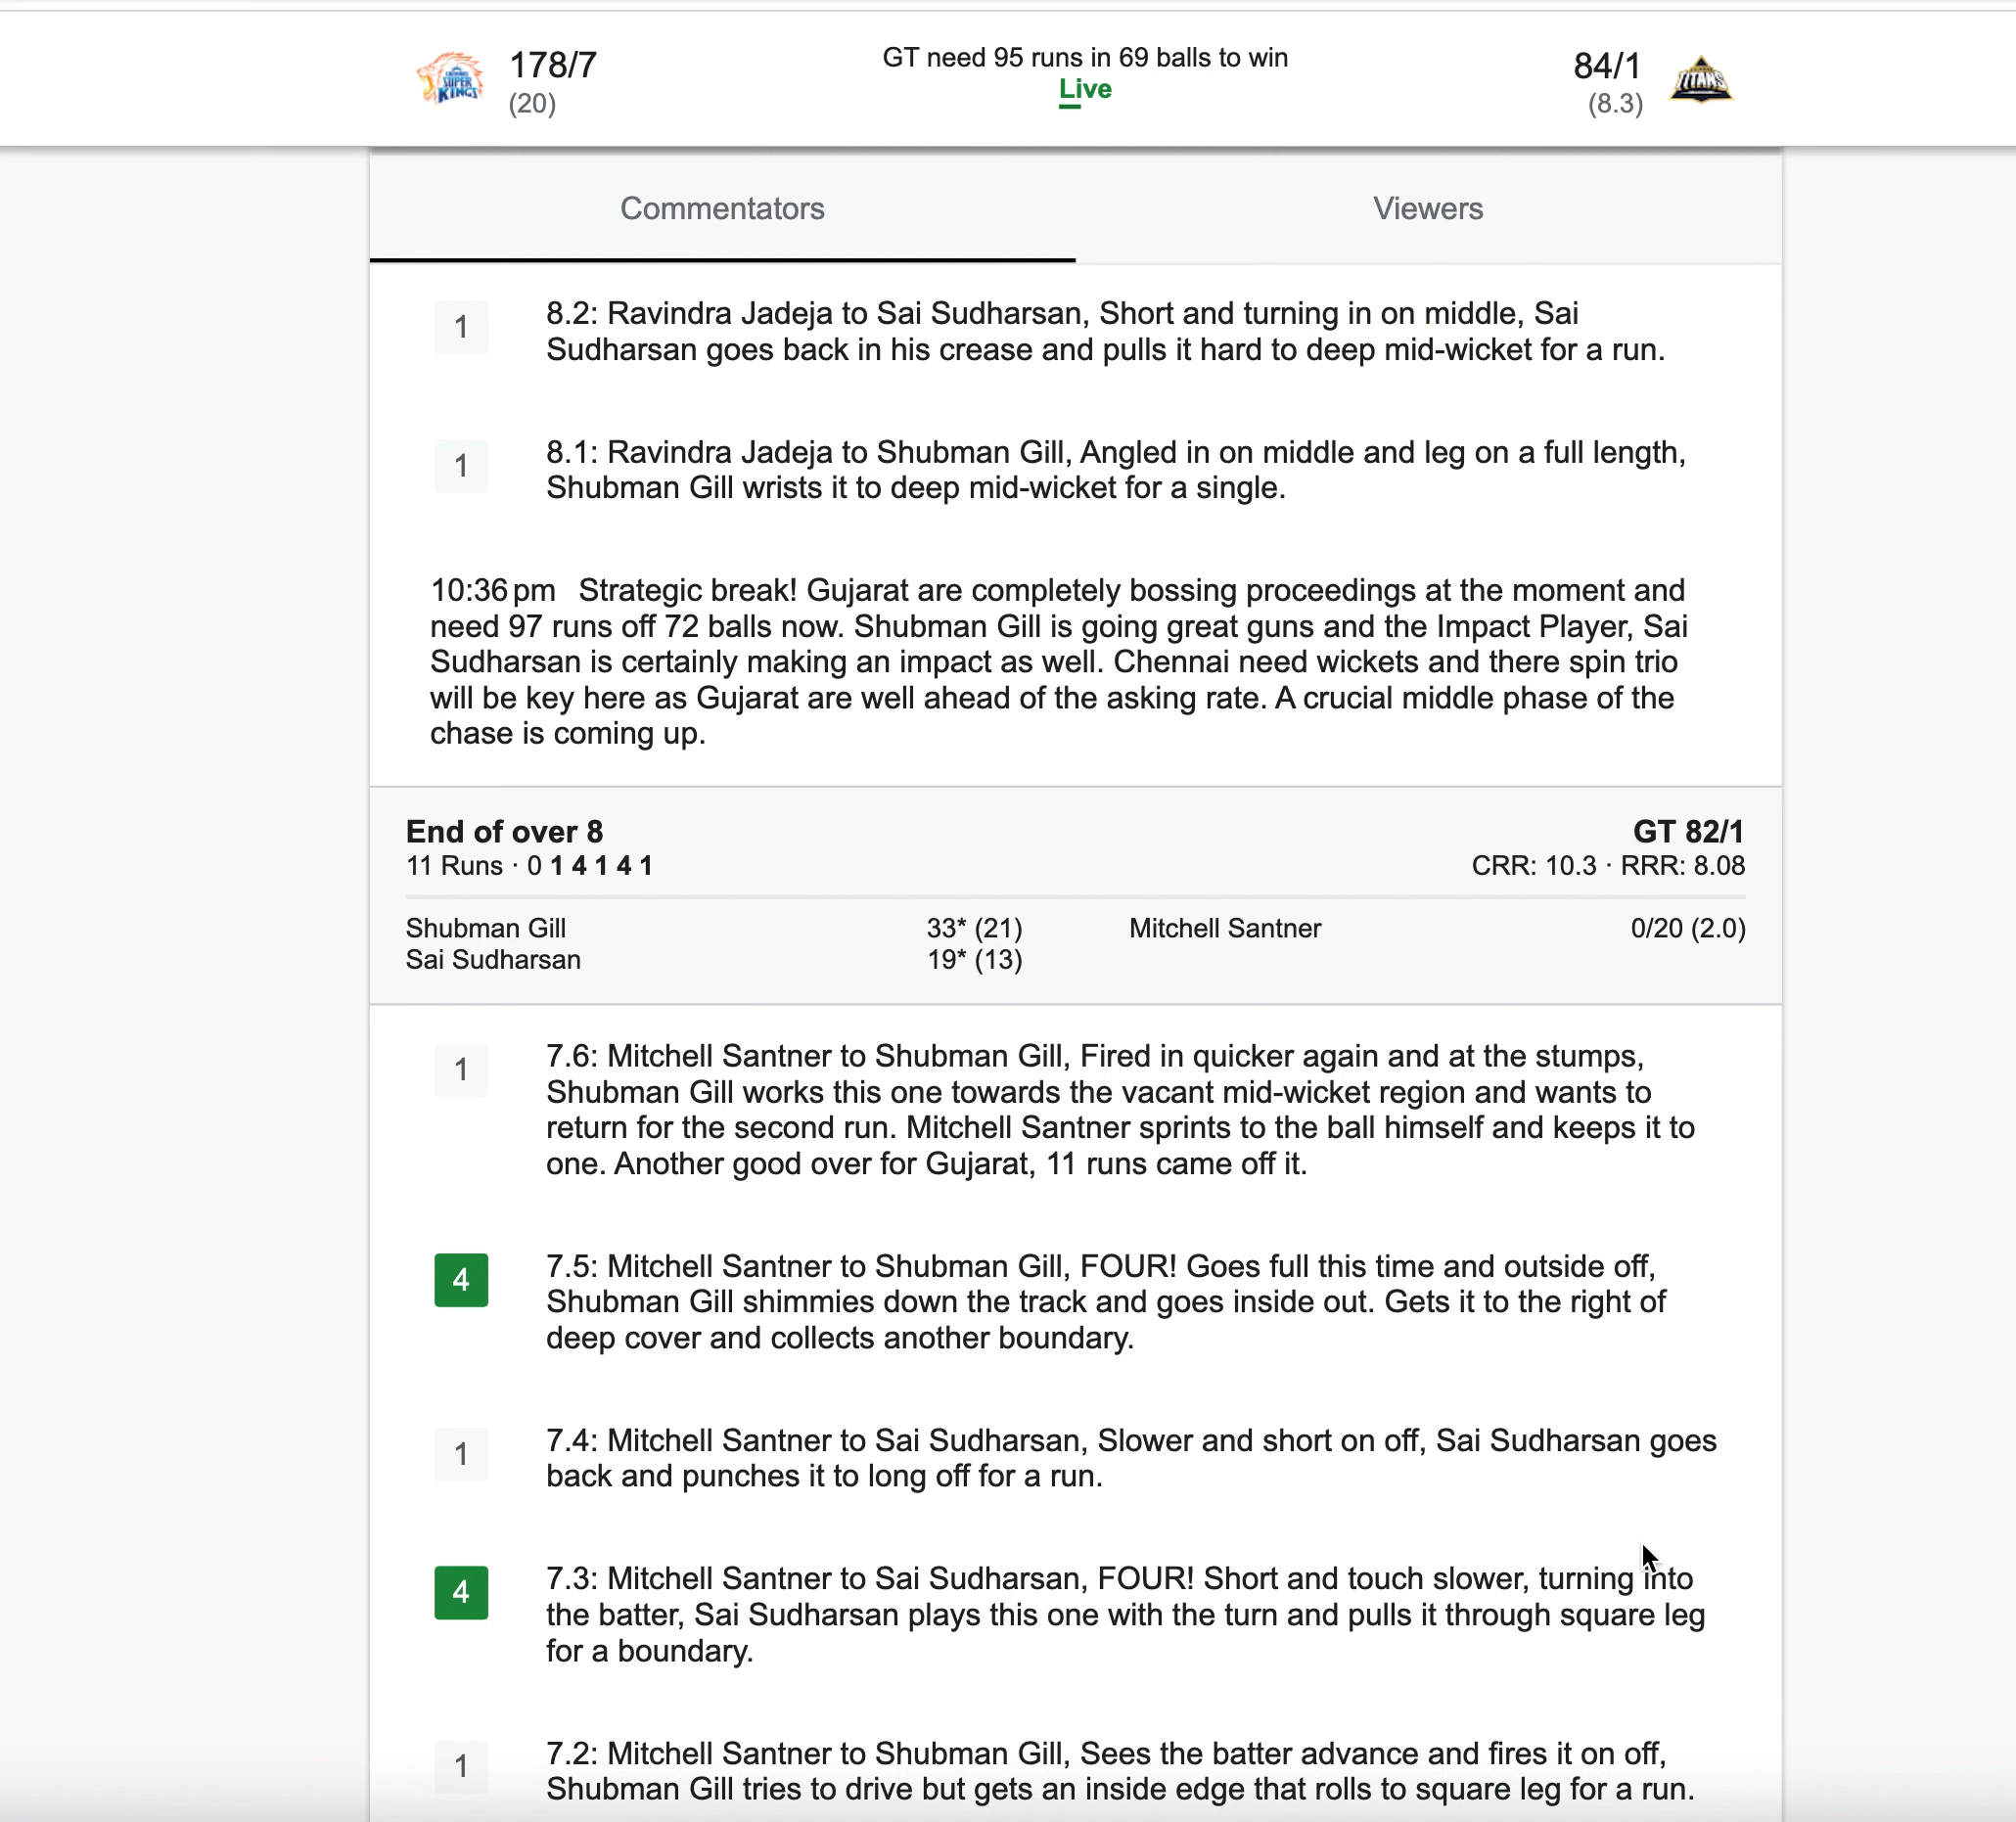 178/7
(20)
GT need 95 runs in 69 balls to win
Live
84/1
(8.3)
SUPER
KINGS
TITANS
Commentators
Viewers
1
8.2: Ravindra Jadeja to Sai Sudharsan, Short and turning in on middle, Sai
Sudharsan goes back in his crease and pulls it hard to deep mid-wicket for a run.
1
8.1: Ravindra Jadeja to Shubman Gill, Angled in on middle and leg on a full length,
Shubman Gill wrists it to deep mid-wicket for a single.
10:36 pm Strategic break! Gujarat are completely bossing proceedings at the moment and
need 97 runs off 72 balls now. Shubman Gill is going great guns and the Impact Player, Sai
Sudharsan is certainly making an impact as well. Chennai need wickets and there spin trio
will be key here as Gujarat are well ahead of the asking rate. A crucial middle phase of the
chase is coming up.
End of over 8
GT 82/1
11 Runs · 0 1 4 1 4 1
CRR: 10.3 · RRR: 8.08
Shubman Gill 33* (21)
Mitchell Santner 0/20 (2.0)
Sai Sudharsan 19* (13)
1
7.6: Mitchell Santner to Shubman Gill, Fired in quicker again and at the stumps,
Shubman Gill works this one towards the vacant mid-wicket region and wants to
return for the second run. Mitchell Santner sprints to the ball himself and keeps it to
one. Another good over for Gujarat, 11 runs came off it.
4
7.5: Mitchell Santner to Shubman Gill, FOUR! Goes full this time and outside off,
Shubman Gill shimmies down the track and goes inside out. Gets it to the right of
deep cover and collects another boundary.
1
7.4: Mitchell Santner to Sai Sudharsan, Slower and short on off, Sai Sudharsan goes
back and punches it to long off for a run.
4
7.3: Mitchell Santner to Sai Sudharsan, FOUR! Short and touch slower, turning into
the batter, Sai Sudharsan plays this one with the turn and pulls it through square leg
for a boundary.
1
7.2: Mitchell Santner to Shubman Gill, Sees the batter advance and fires it on off,
Shubman Gill tries to drive but gets an inside edge that rolls to square leg for a run.